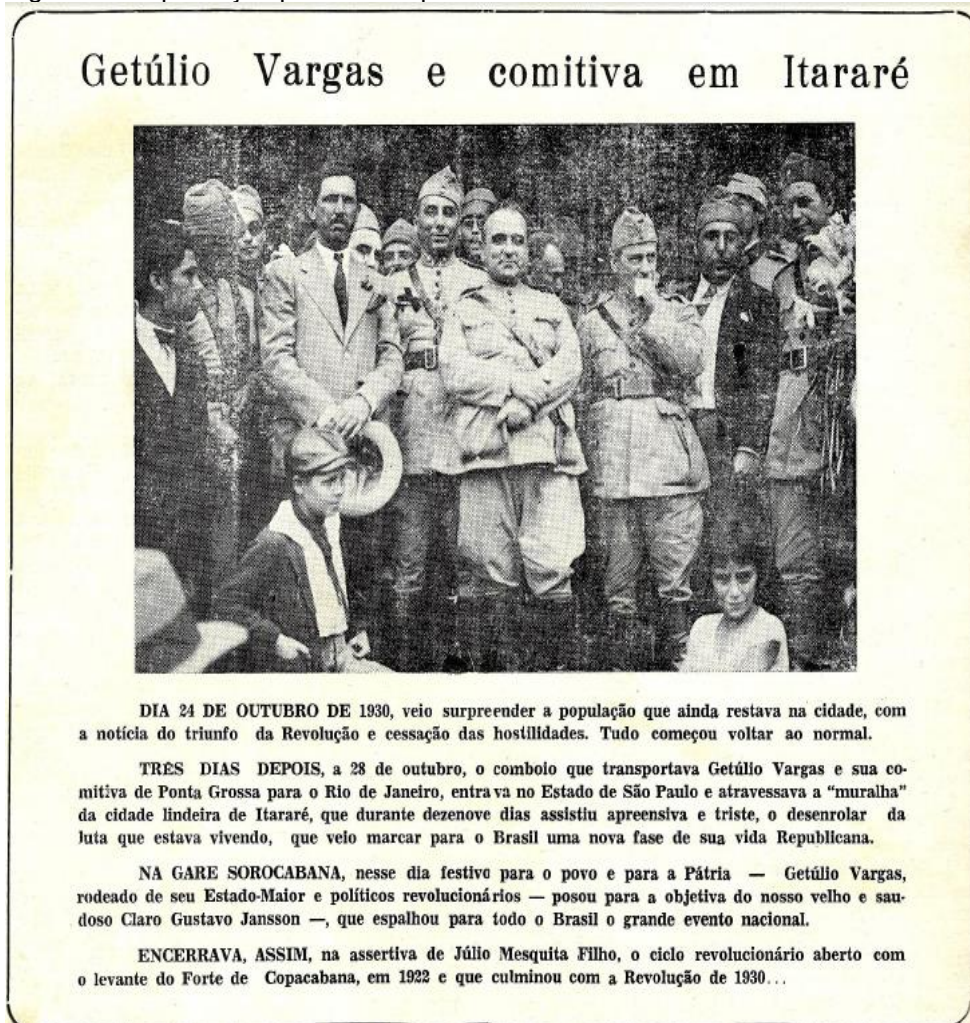 Getúlio Vargas e comitiva em Itararé
DIA 24 DE OUTUBRO DE 1930, veio surpreender a população que ainda restava na cidade, com
a notícia do triunfo da Revolução e cessação das hostilidades. Tudo começou voltar ao normal.
TRÊS DIAS DEPOIS, a 28 de outubro, o comboio que transportava Getúlio Vargas e sua co-
mitiva de Ponta Grossa para o Rio de Janeiro, entrava no Estado de São Paulo e atravessava a “muralha”
da cidade lindeira de Itararé, que durante dezenove dias assistiu apreensiva e triste, o desenrolar da
luta que estava vivendo, que veio marcar para o Brasil uma nova fase de sua vida Republicana.
NA GARE SOROCABANA, nesse dia festivo para o povo e para a Pátria — Getúlio Vargas,
rodeado de seu Estado-Maior e políticos revolucionários — posou para a objetiva do nosso velho e sau-
doso Claro Gustavo Jansson —, que espalhou para todo o Brasil o grande evento nacional.
ENCERRAVA, ASSIM, na assertiva de Júlio Mesquita Filho, o ciclo revolucionário aberto com
o levante do Forte de Copacabana, em 1922 e que culminou com a Revolução de 1930...